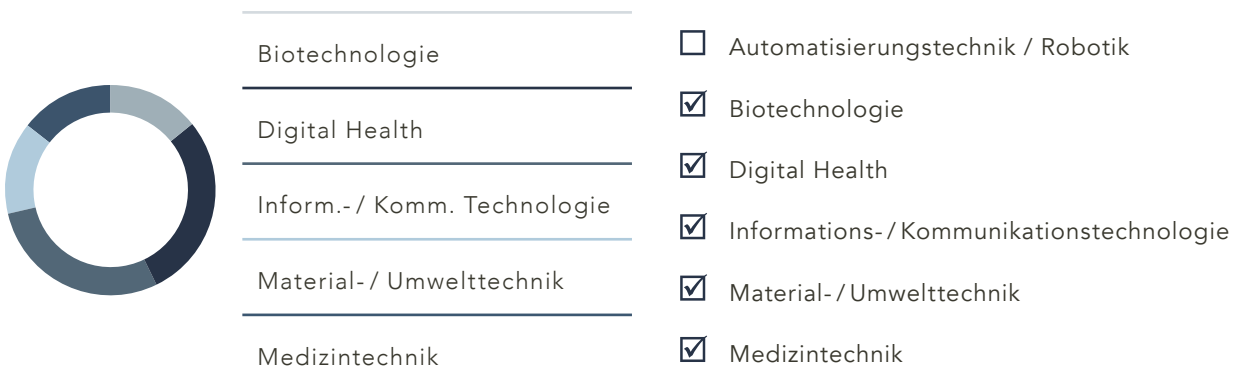 Biotechnologie
Digital Health
Inform.- / Komm. Technologie
Material- / Umwelttechnik
Medizintechnik
Automatisierungstechnik / Robotik
Biotechnologie
Digital Health
Informations- / Kommunikationstechnologie
Material- / Umwelttechnik
Medizintechnik